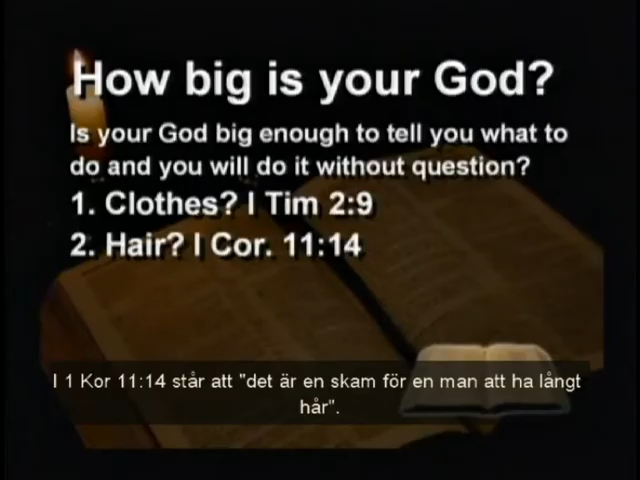 How big is your God?
Is your God big enough to tell you what to
do and you will do it without question?
1. Clothes? I Tim 2:9
2. Hair? I Cor. 11:14
I 1 Kor 11:14 står att "det är en skam för en man att ha långt
hår".